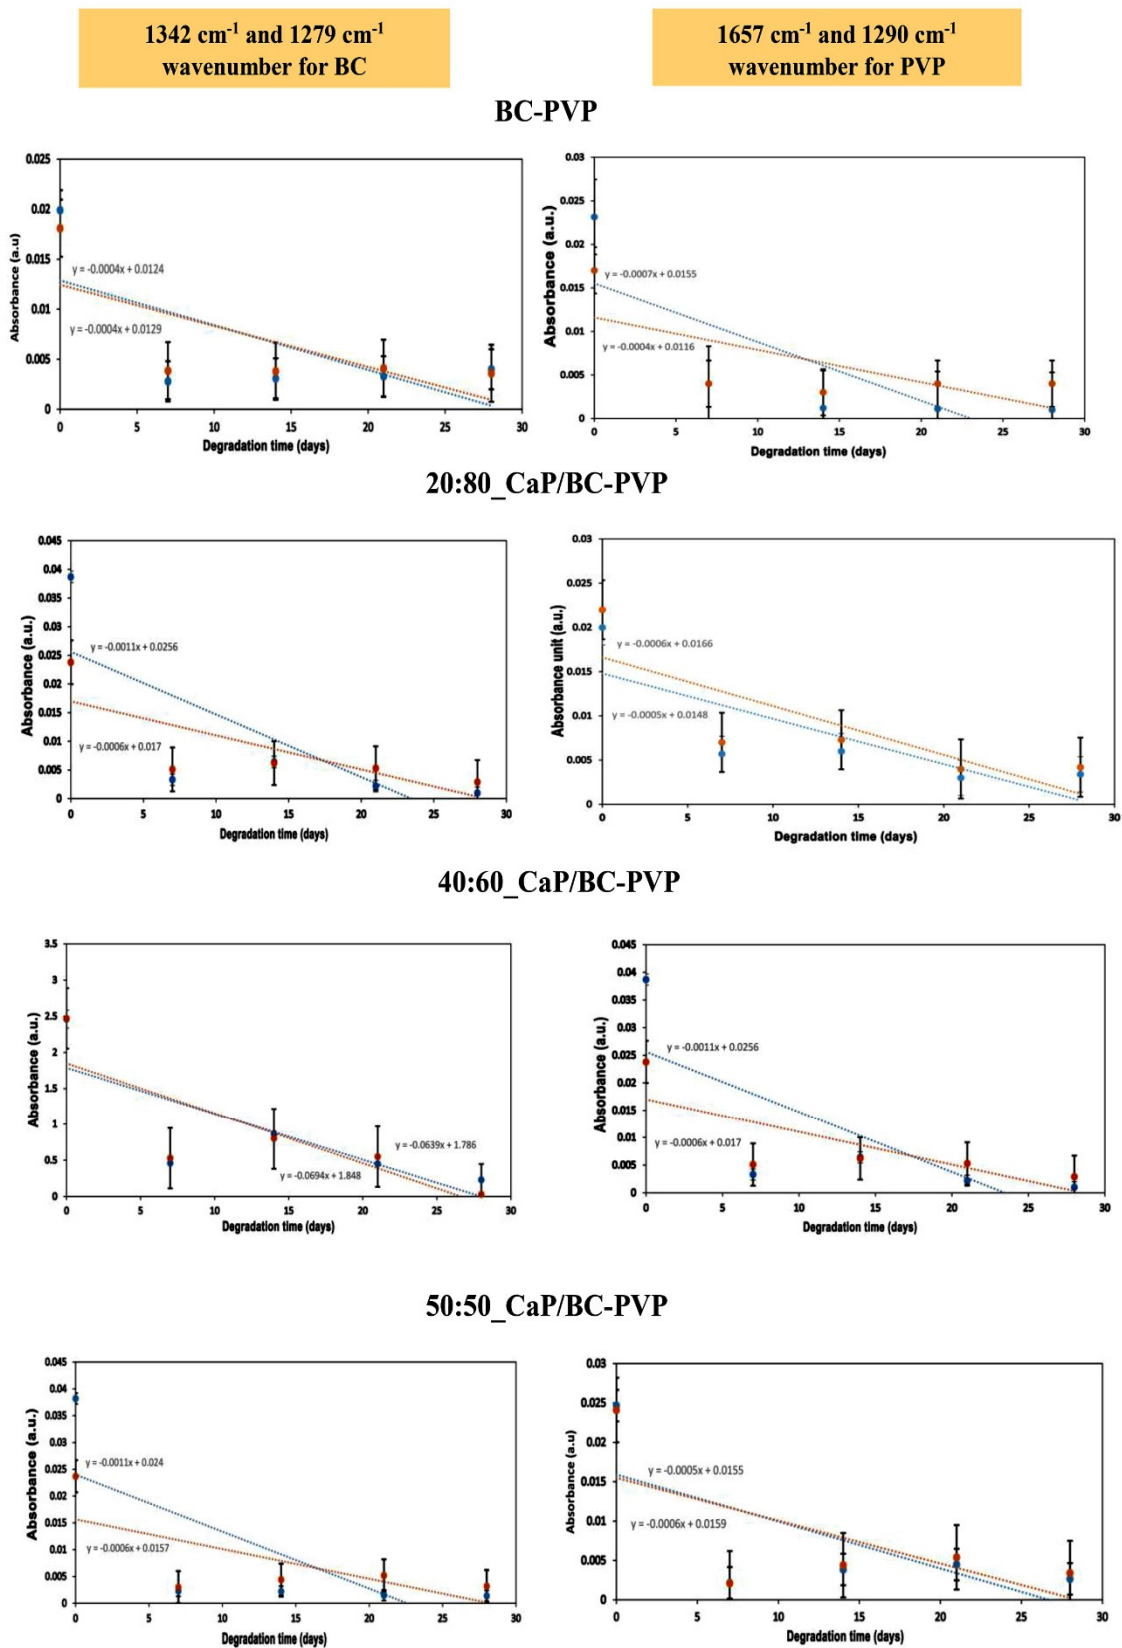 1342 cm-1 and 1279 cm-1
wavenumber for BC
1657 cm-1 and 1290 cm-1
wavenumber for PVP
BC-PVP
0.025
0.02
0.015
0.01
0.005
0
Absorbance (a.u)
y = -0.0004x + 0.0124
y = -0.0004x + 0.0129
0 5 10 15 20 25 30
Degradation time (days)
0.03
0.025
0.02
0.015
0.01
0.005
0
Absorbance (a.u.)
y = -0.0007x + 0.0155
y = -0.0004x + 0.0116
0 5 10 15 20 25 30
Degradation time (days)
20:80_CaP/BC-PVP
0.045
0.04
0.035
0.03
0.025
0.02
0.015
0.01
0.005
0
Absorbance (a.u.)
y = -0.0011x + 0.0256
y = -0.0006x + 0.017
0 5 10 15 20 25 30
Degradation time (days)
0.03
0.025
0.02
0.015
0.01
0.005
0
Absorbance unit (a.u.)
y = -0.0006x + 0.0166
y = -0.0005x + 0.0148
0 5 10 15 20 25 30
Degradation time (days)
40:60_CaP/BC-PVP
3.5
3
2.5
2
1.5
1
0.5
0
Absorbance (a.u.)
y = -0.0639x + 1.786
y = -0.0694x + 1.848
0 5 10 15 20 25 30
Degradation time (days)
0.045
0.04
0.035
0.03
0.025
0.02
0.015
0.01
0.005
0
Absorbance (a.u.)
y = -0.0011x + 0.0256
y = -0.0006x + 0.017
0 5 10 15 20 25 30
Degradation time (days)
50:50_CaP/BC-PVP
0.045
0.04
0.035
0.03
0.025
0.02
0.015
0.01
0.005
0
Absorbance (a.u.)
y = -0.0011x + 0.024
y = -0.0006x + 0.0157
0 5 10 15 20 25 30
Degradation time (days)
0.03
0.025
0.02
0.015
0.01
0.005
0
Absorbance (a.u)
y = -0.0005x + 0.0155
y = -0.0006x + 0.0159
0 5 10 15 20 25 30
Degradation time (days)